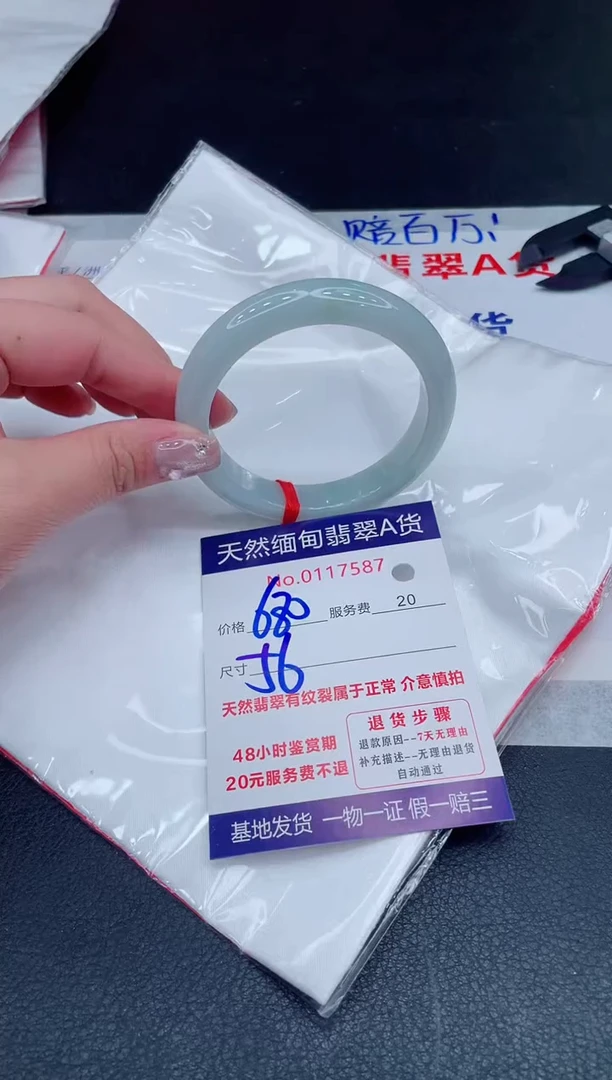 赔百万!
翡翠A货
货
天然缅甸翡翠A货
No.0117587
价格 680 服务费 20
尺寸 56
天然翡翠有纹裂属于正常 介意慎拍
48小时鉴赏期
20元服务费不退
退货步骤
退款原因--7天无理由
补充描述--无理由退货
自动通过
基地发货 一物一证 假一赔三